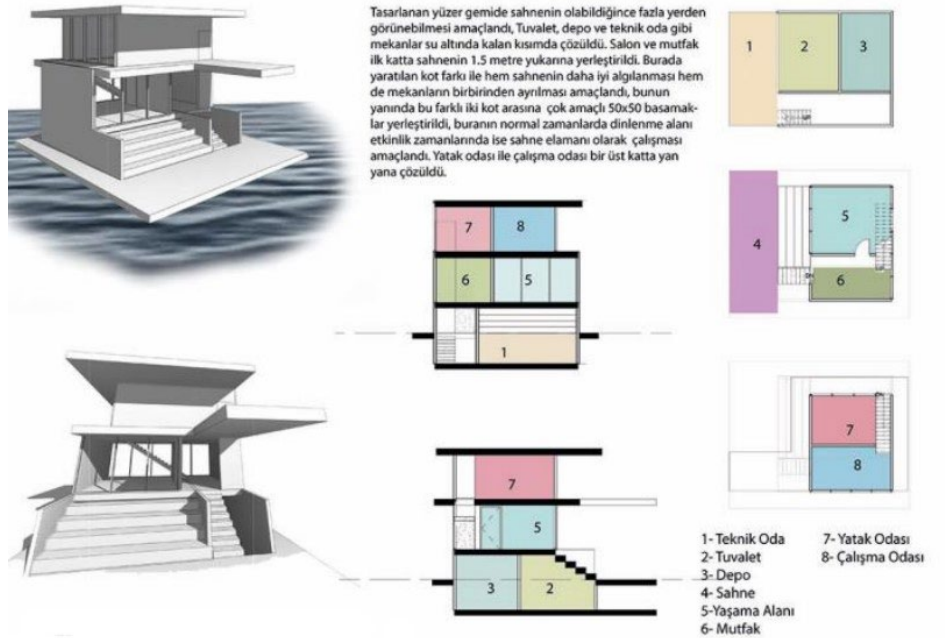 Tasarlanan yüzer gemide sahnenin olabildiğince fazla yerden
görünebilmesi amaçlandı, Tuvalet, depo ve teknik oda gibi
mekanlar su altında kalan kısımda çözüldü. Salon ve mutfak
ilk katta sahnenin 1.5 metre yukarına yerleştirildi. Burada
yaratılan kot farkı ile hem sahnenin daha iyi algılanması hem
de mekanların birbirinden ayrılması amaçlandı, bunun
yanında bu farklı iki kot arasına çok amaçlı 50x50 basamak-
lar yerleştirildi, buranın normal zamanlarda dinlenme alanı
etkinlik zamanlarında ise sahne elamanı olarak çalışması
amaçlandı. Yatak odası ile çalışma odası bir üst katta yan
yana çözüldü.
1 2 3
7 8
6 5
1
4 5
6
7
8
7
5
3 2
1- Teknik Oda
2- Tuvalet
3- Depo
4- Sahne
5-Yaşama Alanı
6- Mutfak
7- Yatak Odası
8- Çalışma Odası